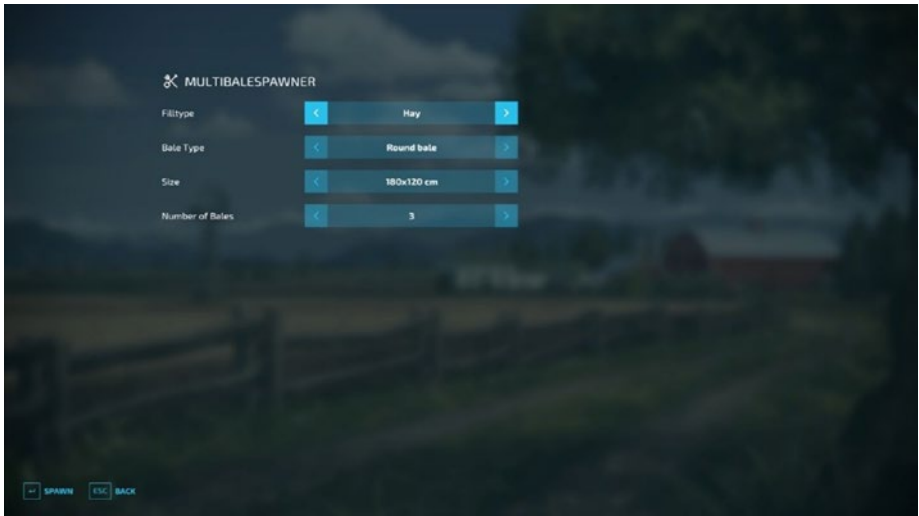 MULTIBALESPAWNER
Filltype < Hay >
Bale Type < Round bale >
Size < 180x120 cm >
Number of Bales < 3 >
↵ SPAWN ESC BACK